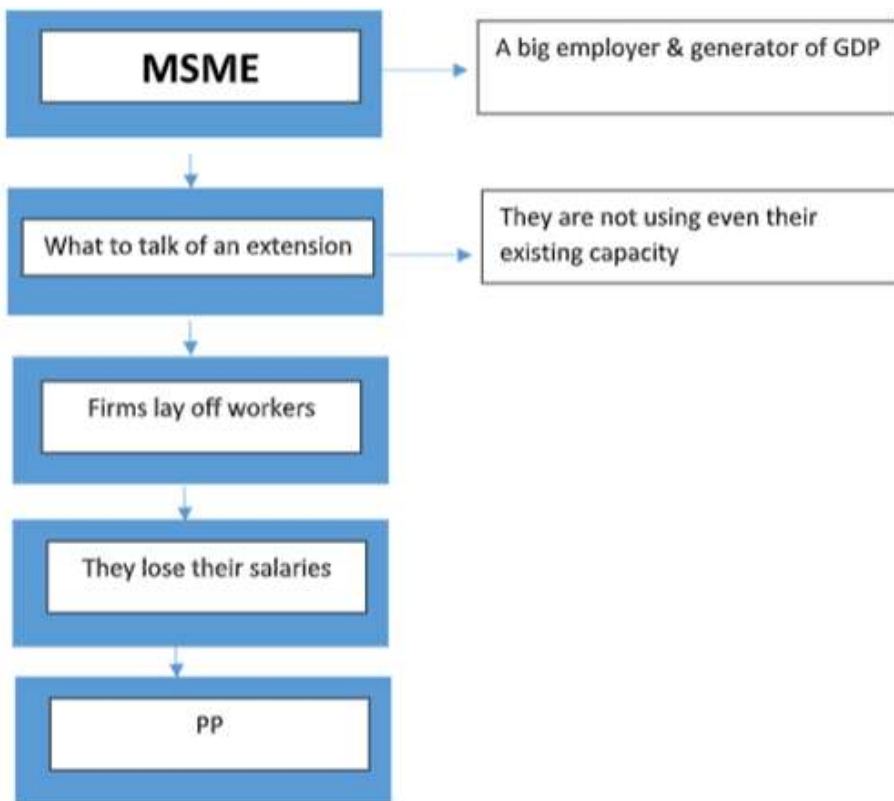 MSME
A big employer & generator of GDP
What to talk of an extension
They are not using even their
existing capacity
Firms lay off workers
They lose their salaries
PP